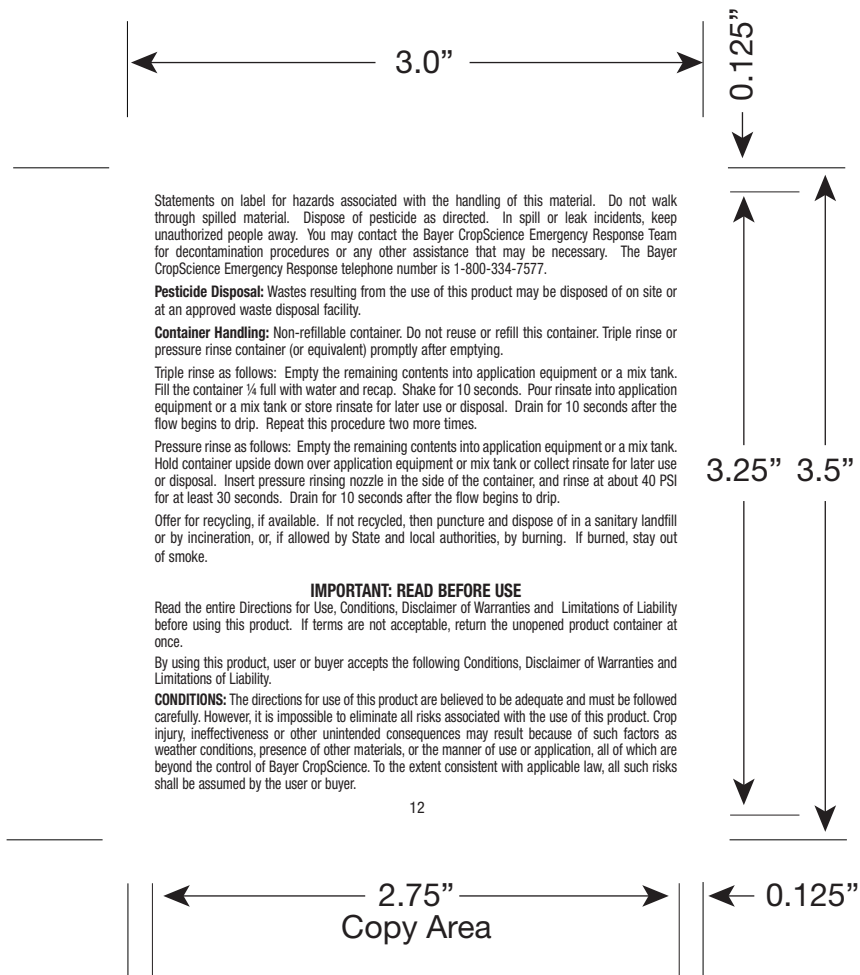 3.0”
0.125”
Statements on label for hazards associated with the handling of this material. Do not walk
through spilled material. Dispose of pesticide as directed. In spill or leak incidents, keep
unauthorized people away. You may contact the Bayer CropScience Emergency Response Team
for decontamination procedures or any other assistance that may be necessary. The Bayer
CropScience Emergency Response telephone number is 1-800-334-7577.
Pesticide Disposal: Wastes resulting from the use of this product may be disposed of on site or
at an approved waste disposal facility.
Container Handling: Non-refillable container. Do not reuse or refill this container. Triple rinse or
pressure rinse container (or equivalent) promptly after emptying.
Triple rinse as follows: Empty the remaining contents into application equipment or a mix tank.
Fill the container ¼ full with water and recap. Shake for 10 seconds. Pour rinsate into application
equipment or a mix tank or store rinsate for later use or disposal. Drain for 10 seconds after the
flow begins to drip. Repeat this procedure two more times.
Pressure rinse as follows: Empty the remaining contents into application equipment or a mix tank.
Hold container upside down over application equipment or mix tank or collect rinsate for later use
or disposal. Insert pressure rinsing nozzle in the side of the container, and rinse at about 40 PSI
for at least 30 seconds. Drain for 10 seconds after the flow begins to drip.
Offer for recycling, if available. If not recycled, then puncture and dispose of in a sanitary landfill
or by incineration, or, if allowed by State and local authorities, by burning. If burned, stay out
of smoke.
IMPORTANT: READ BEFORE USE
Read the entire Directions for Use, Conditions, Disclaimer of Warranties and Limitations of Liability
before using this product. If terms are not acceptable, return the unopened product container at
once.
By using this product, user or buyer accepts the following Conditions, Disclaimer of Warranties and
Limitations of Liability.
CONDITIONS: The directions for use of this product are believed to be adequate and must be followed
carefully. However, it is impossible to eliminate all risks associated with the use of this product. Crop
injury, ineffectiveness or other unintended consequences may result because of such factors as
weather conditions, presence of other materials, or the manner of use or application, all of which are
beyond the control of Bayer CropScience. To the extent consistent with applicable law, all such risks
shall be assumed by the user or buyer.
12
3.25” 3.5”
2.75”
Copy Area
0.125”